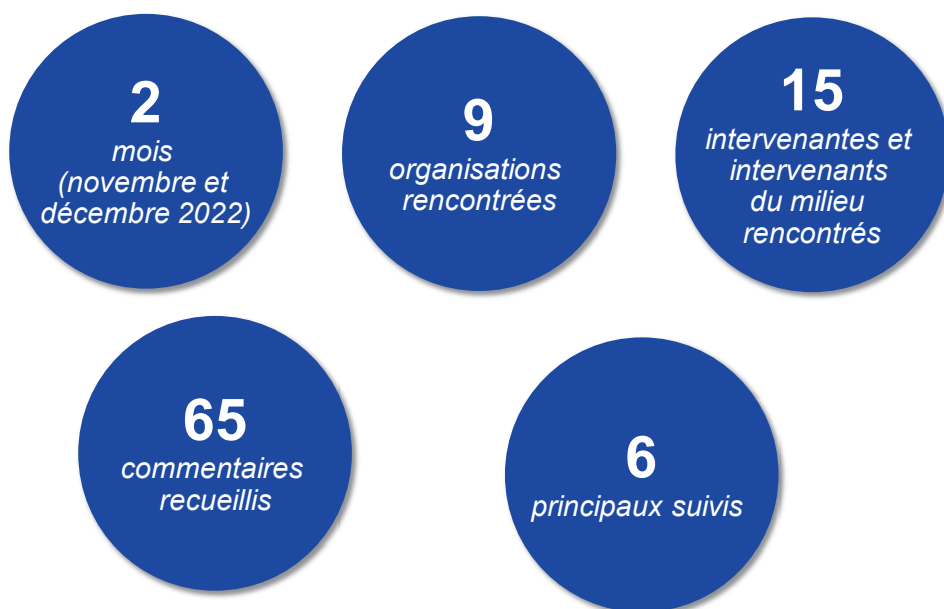 2
mois
(novembre et
décembre 2022)
9
organisations
rencontrées
15
intervenantes et
intervenants
du milieu
rencontrés
65
commentaires
recueillis
6
principaux suivis